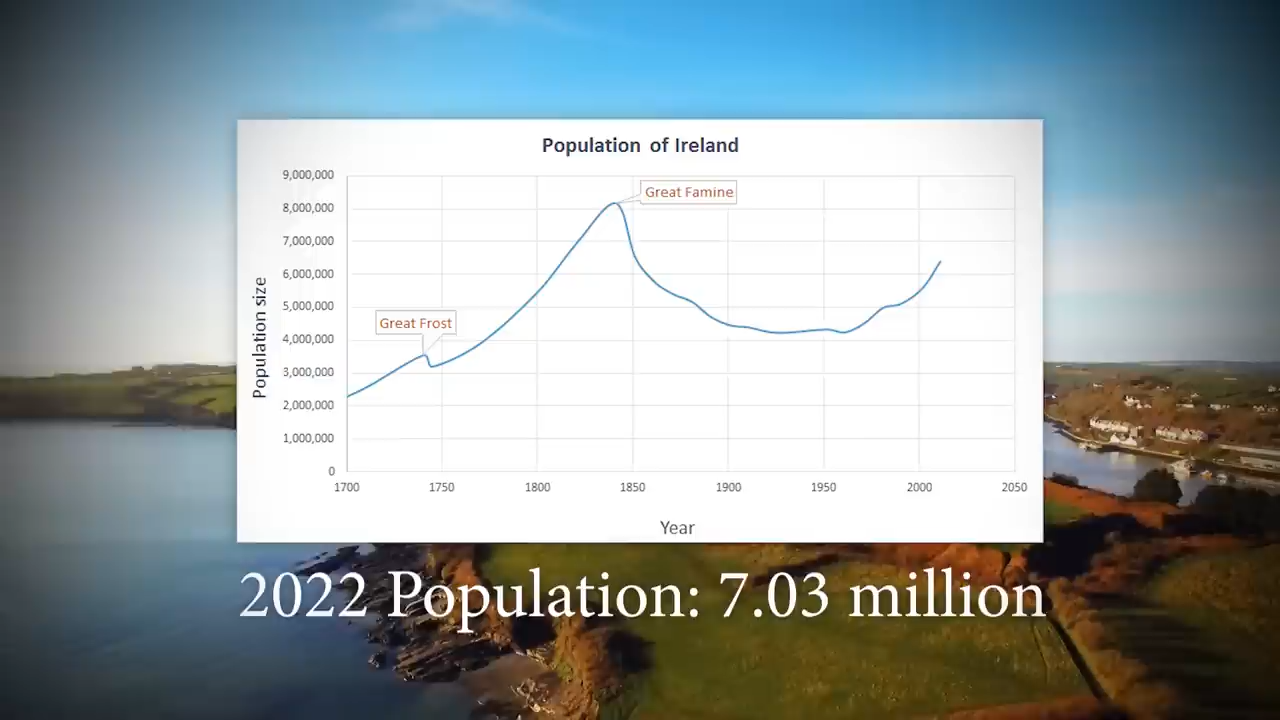 Population of Ireland
9,000,000
Great Famine
8,000,000
7,000,000
6,000,000
5,000,000
Great Frost
4,000,000
3,000,000
2,000,000
1,000,000
0
Population size
1700 1750 1800 1850 1900 1950 2000 2050
Year
2022 Population: 7.03 million